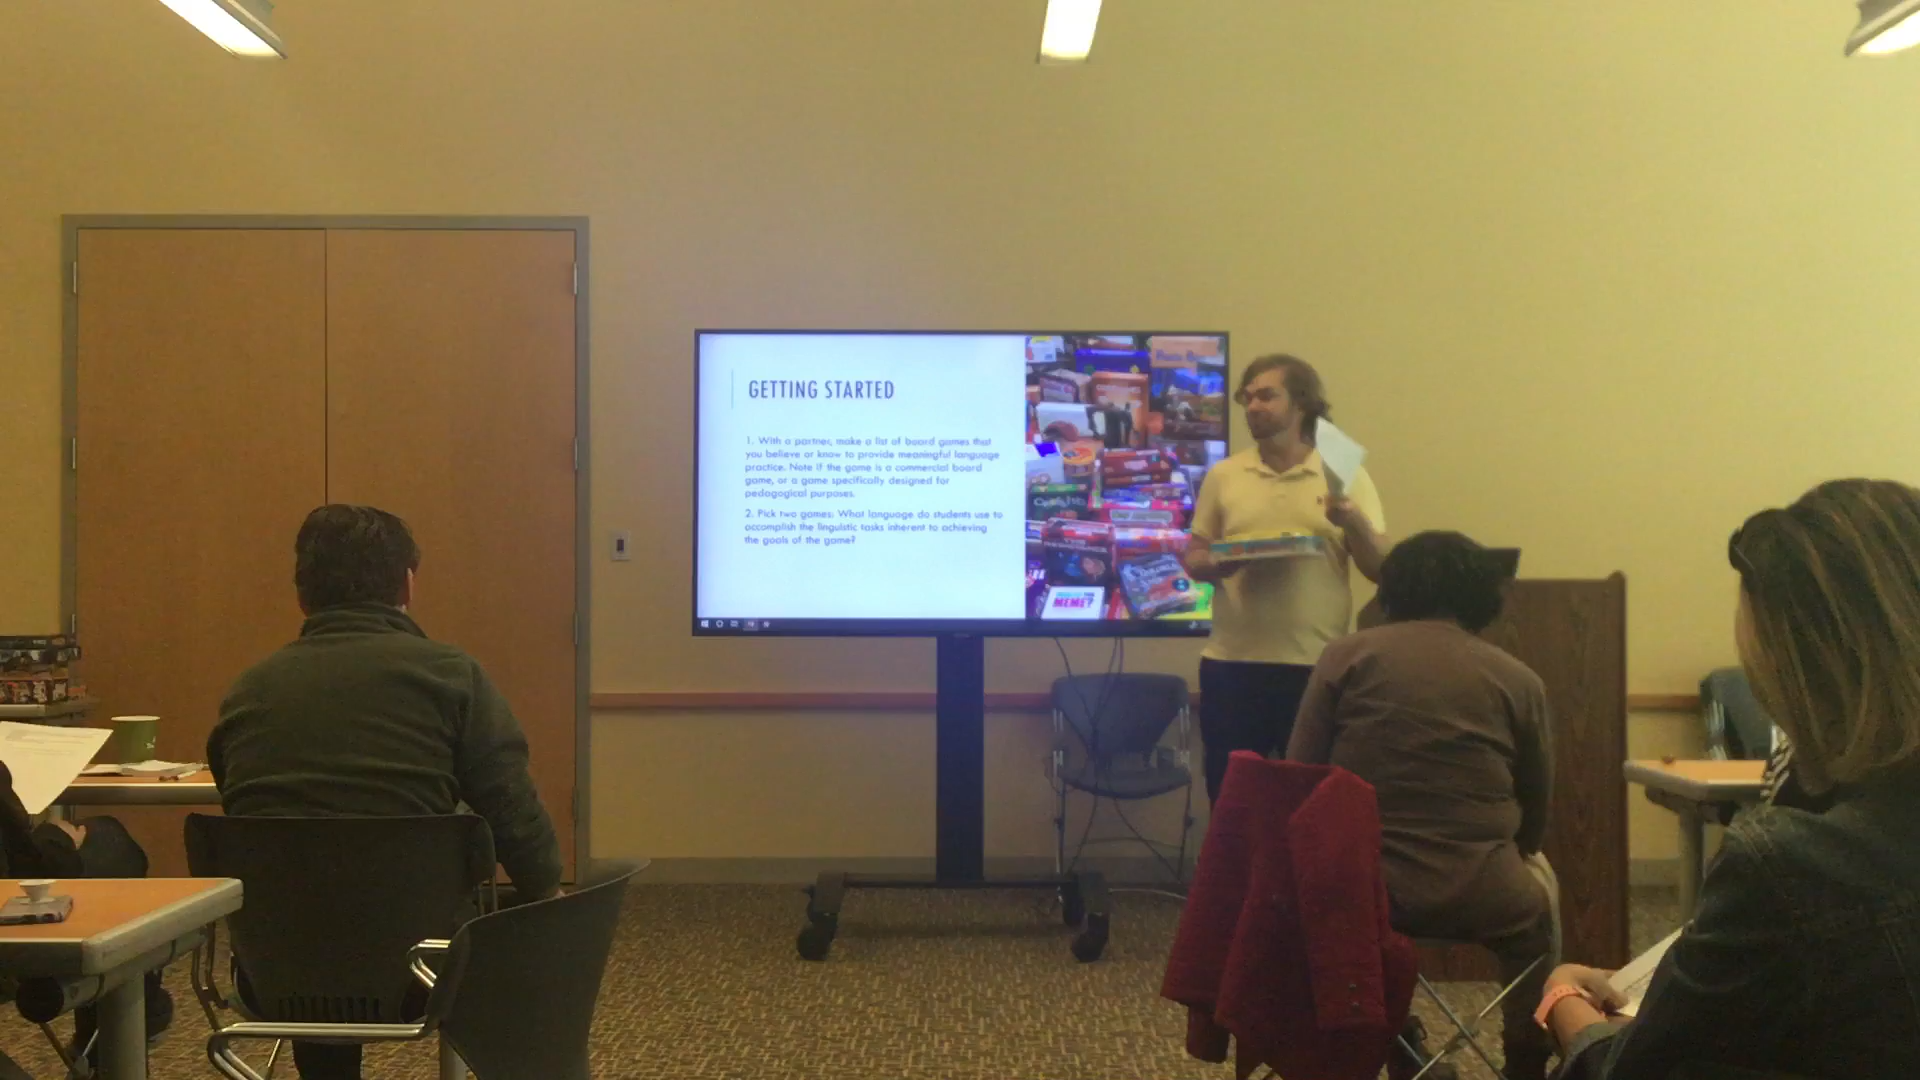 GETTING STARTED
1. With a partner, make a list of board games that
you believe or know to provide meaningful language
practice. Note if the game is a commercial board
game, or a game specifically designed for
pedagogical purposes.
2. Pick two games: What language do students use to
accomplish the linguistic tasks inherent to achieving
the goals of the game?
MEME?